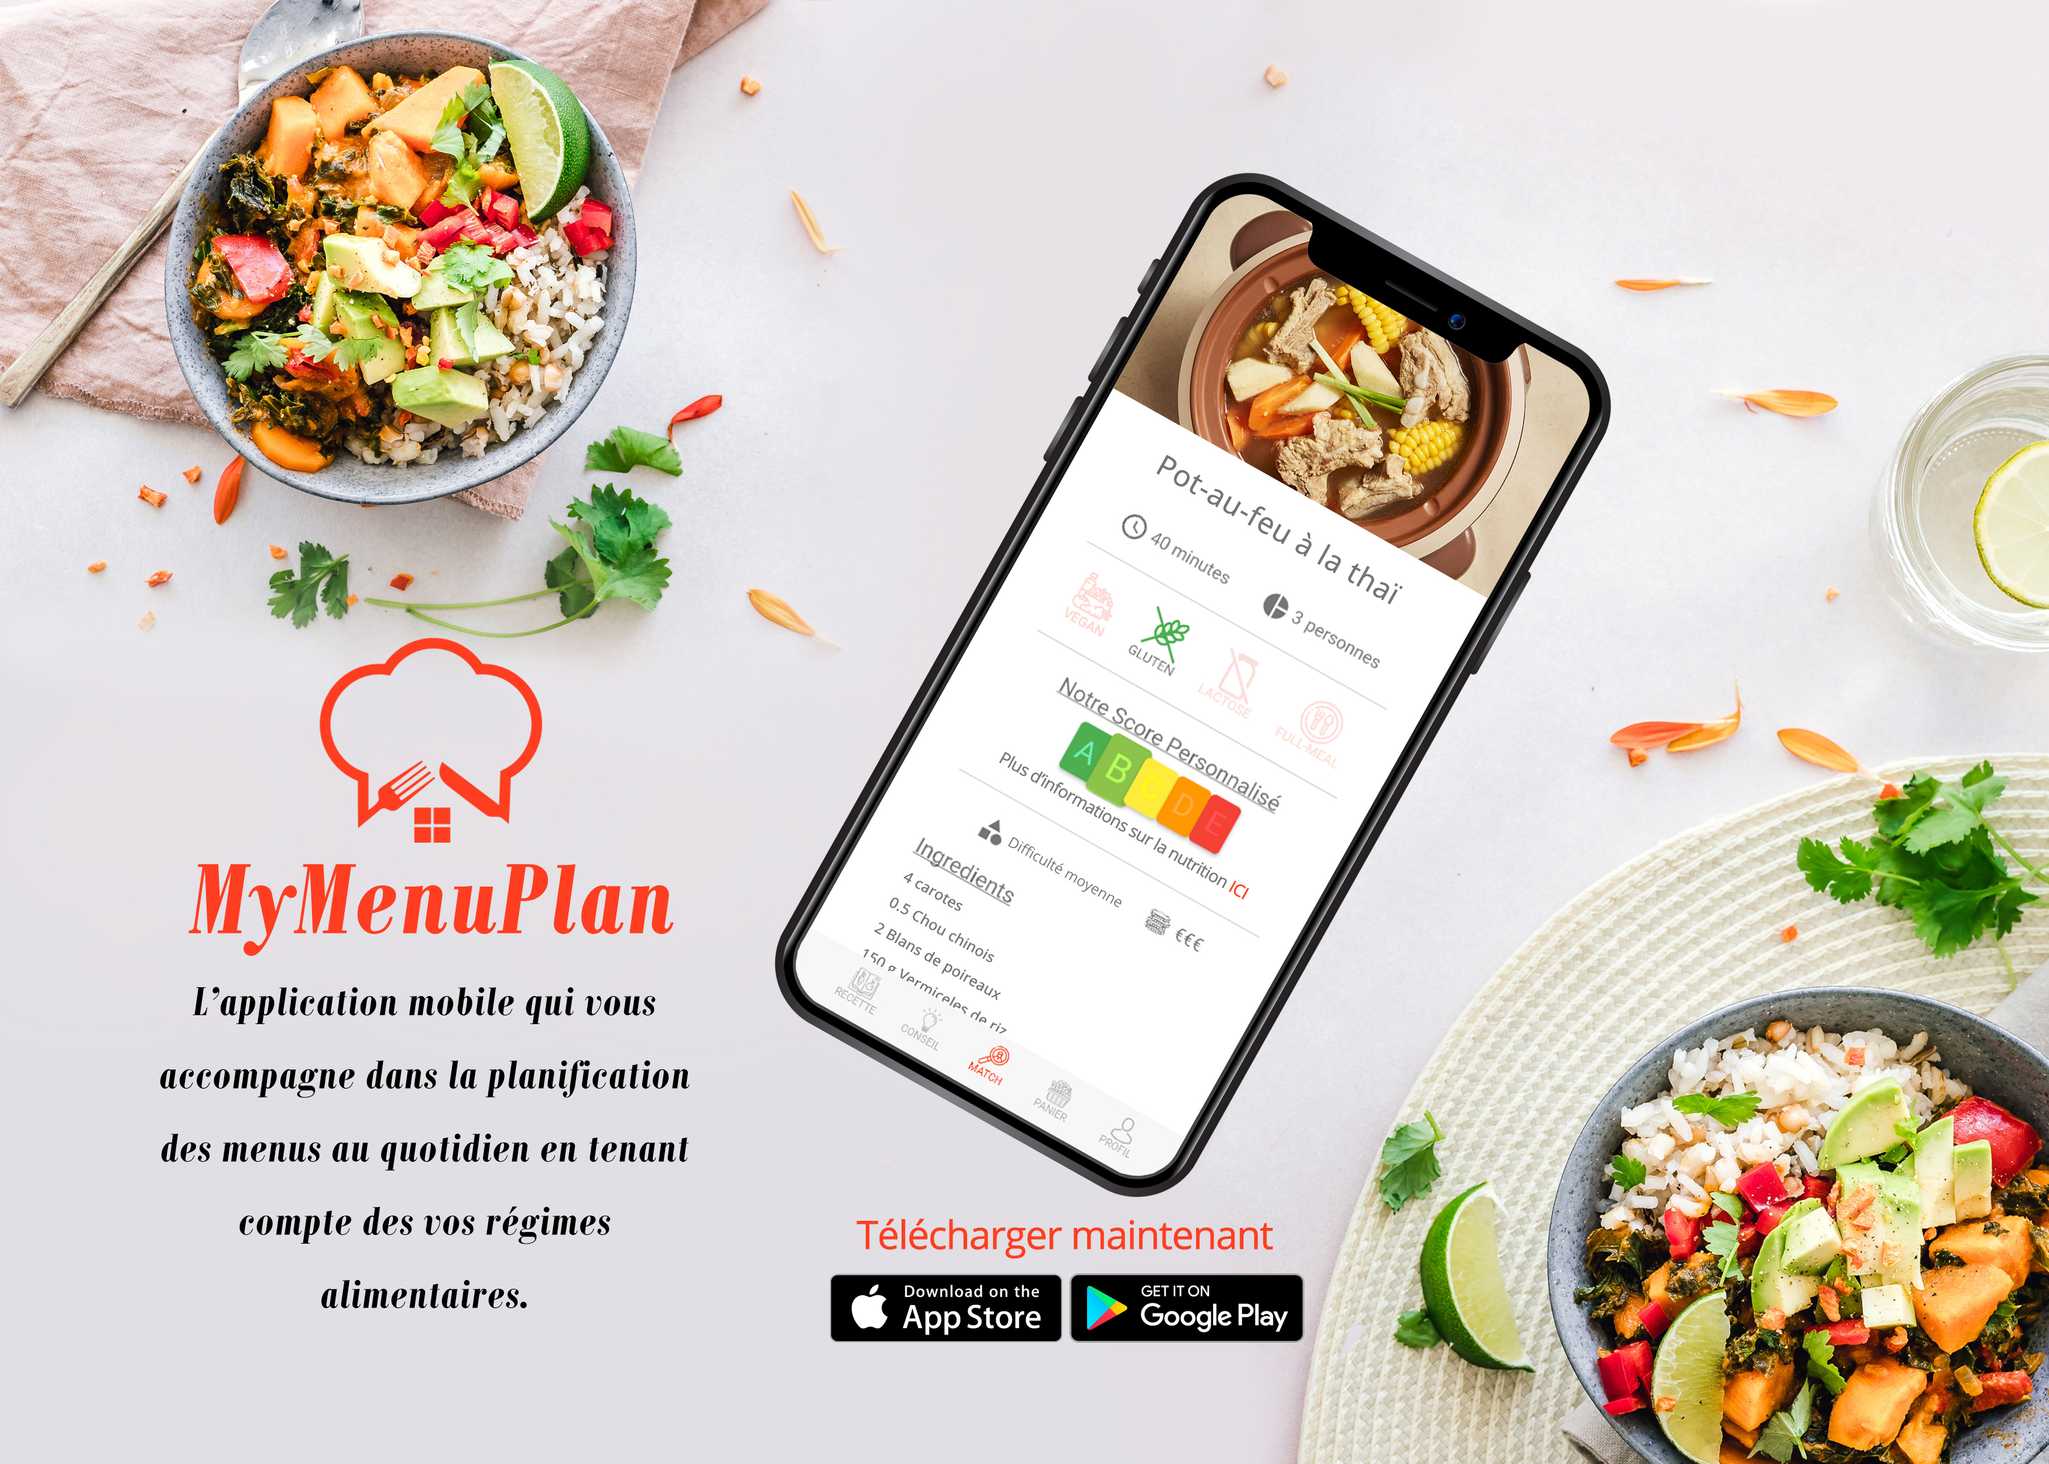 MyMenuPlan
L'application mobile qui vous
accompagne dans la planification
des menus au quotidien en tenant
compte des vos régimes
alimentaires.
Pot-au-feu à la thaï
40 minutes
3 personnes
VEGAN
GLUTEN
LACTOSE
FULL-MEAL
Notre Score Personnalisé
A B C D E
Plus d'informations sur la nutrition ICI
Difficulté moyenne
€€€
Ingredients
4 carotes
0.5 Chou chinois
2 Blans de poireaux
150 g Vermiceles de riz
RECETTE
CONSEIL
MATCH
PANIER
PROFIL
Télécharger maintenant
Download on the
App Store
GET IT ON
Google Play